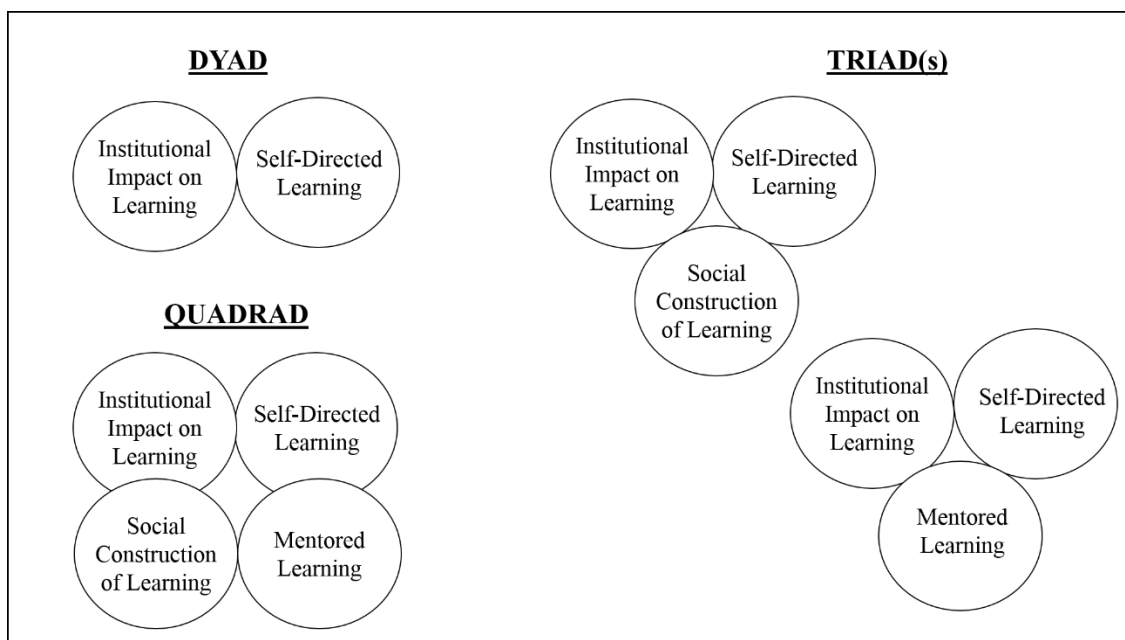 DYAD
Institutional
Impact on
Learning
Self-Directed
Learning
QUADRAD
Institutional
Impact on
Learning
Self-Directed
Learning
Social
Construction
of Learning
Mentored
Learning
TRIAD(s)
Institutional
Impact on
Learning
Self-Directed
Learning
Social
Construction
of Learning
Institutional
Impact on
Learning
Self-Directed
Learning
Mentored
Learning